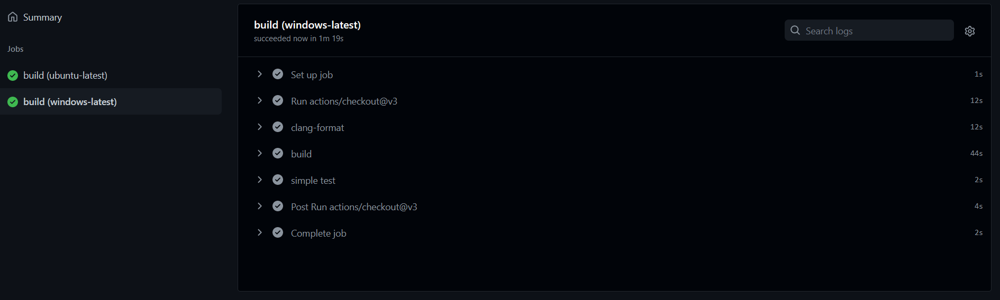 Summary
Jobs
build (ubuntu-latest)
build (windows-latest)
build (windows-latest)
succeeded now in 1m 19s
Search logs
Set up job 1s
Run actions/checkout@v3 12s
clang-format 12s
build 44s
simple test 2s
Post Run actions/checkout@v3 4s
Complete job 2s